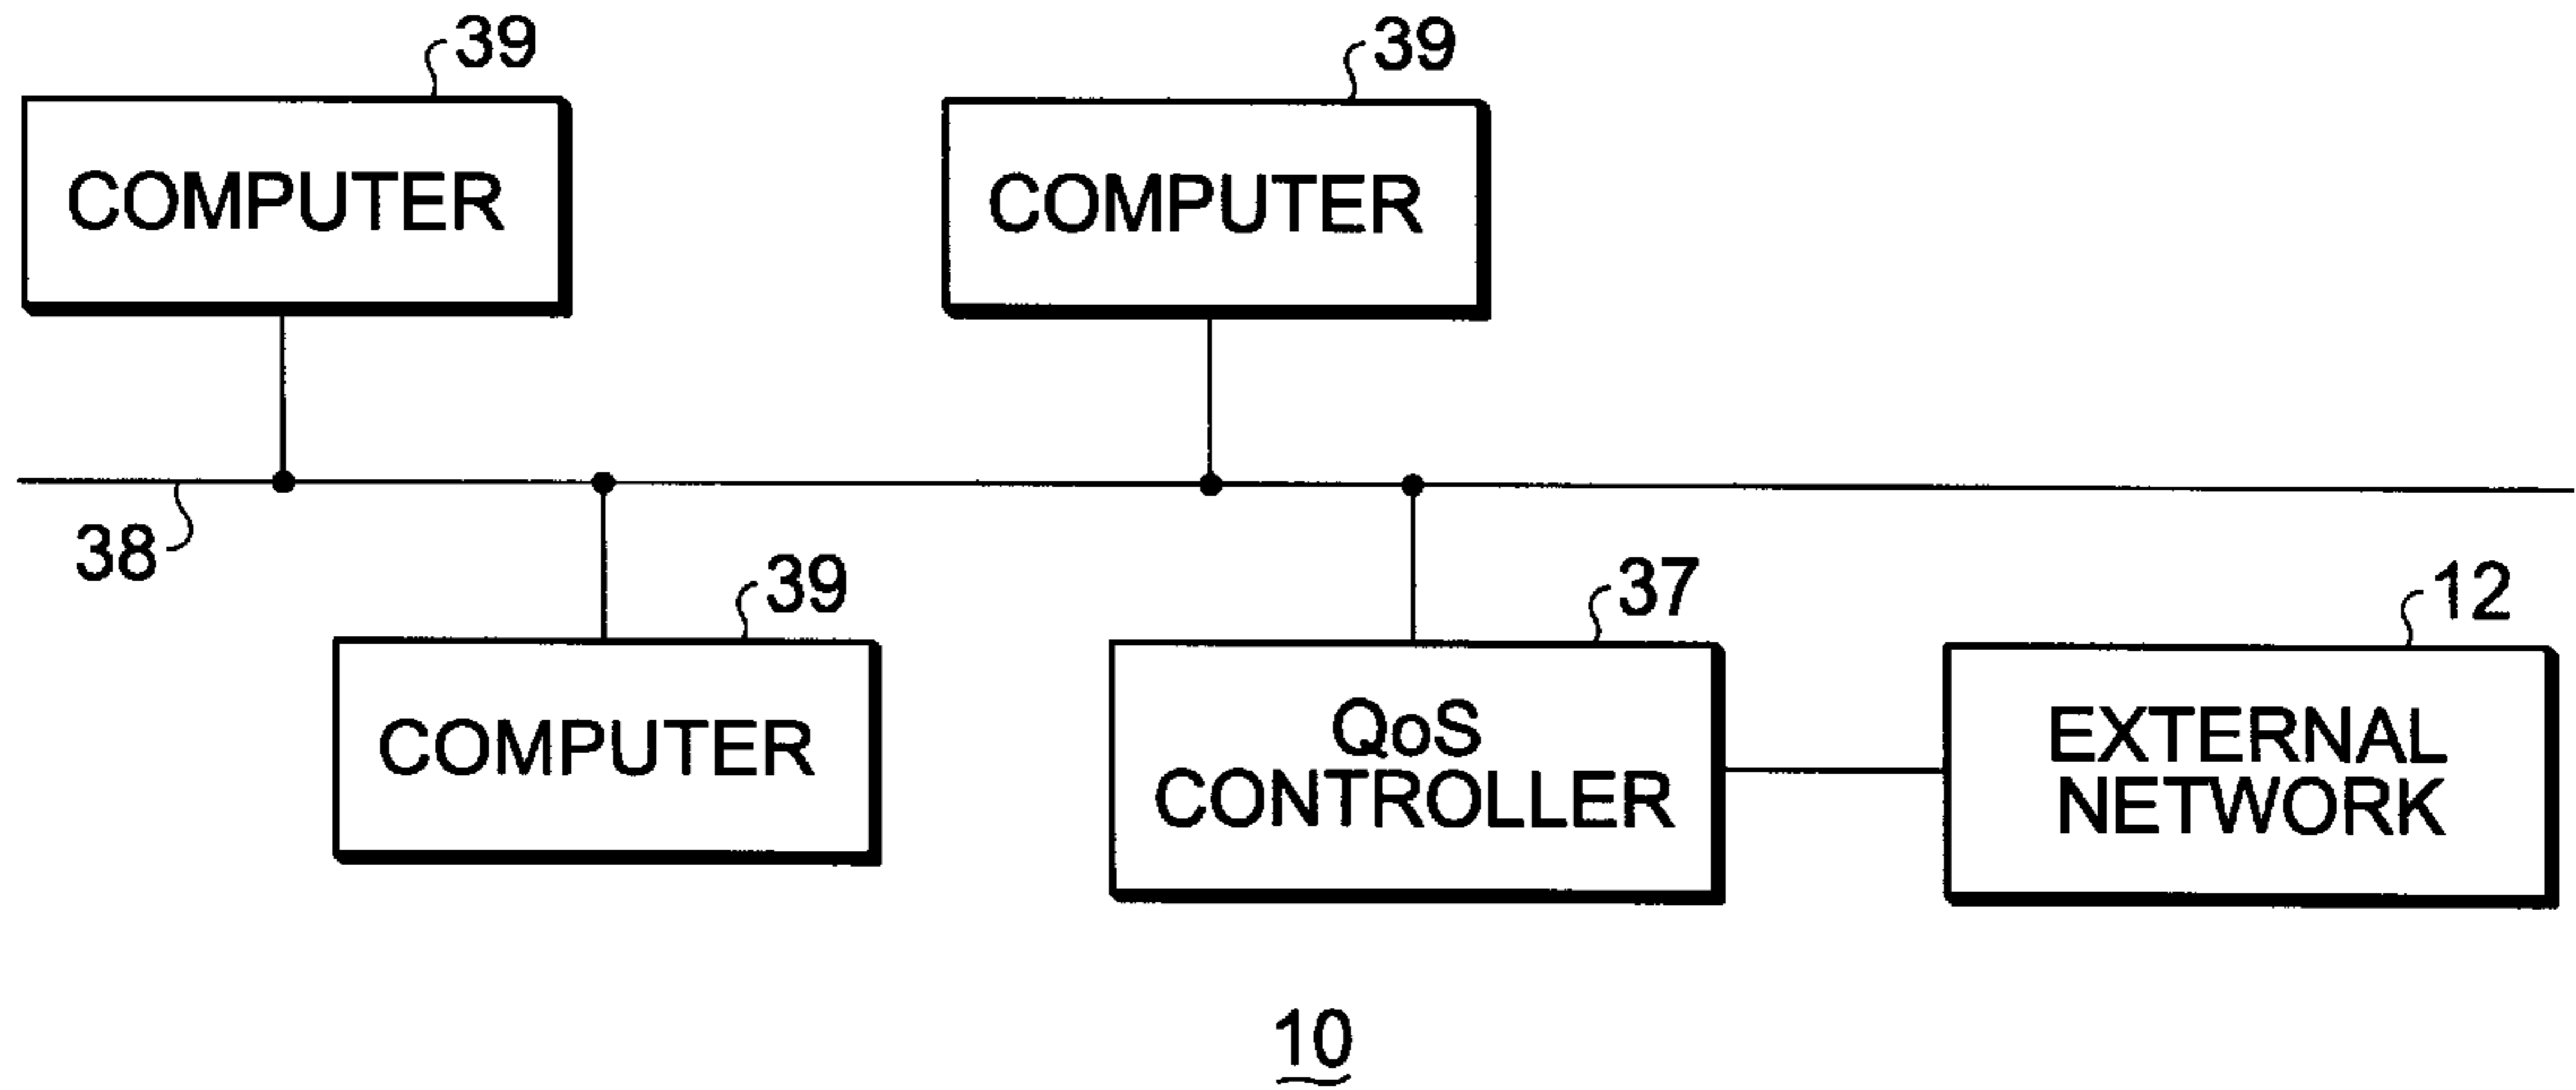 39
39
COMPUTER
COMPUTER
38
39
37
12
COMPUTER
QoS
CONTROLLER
EXTERNAL
NETWORK
10